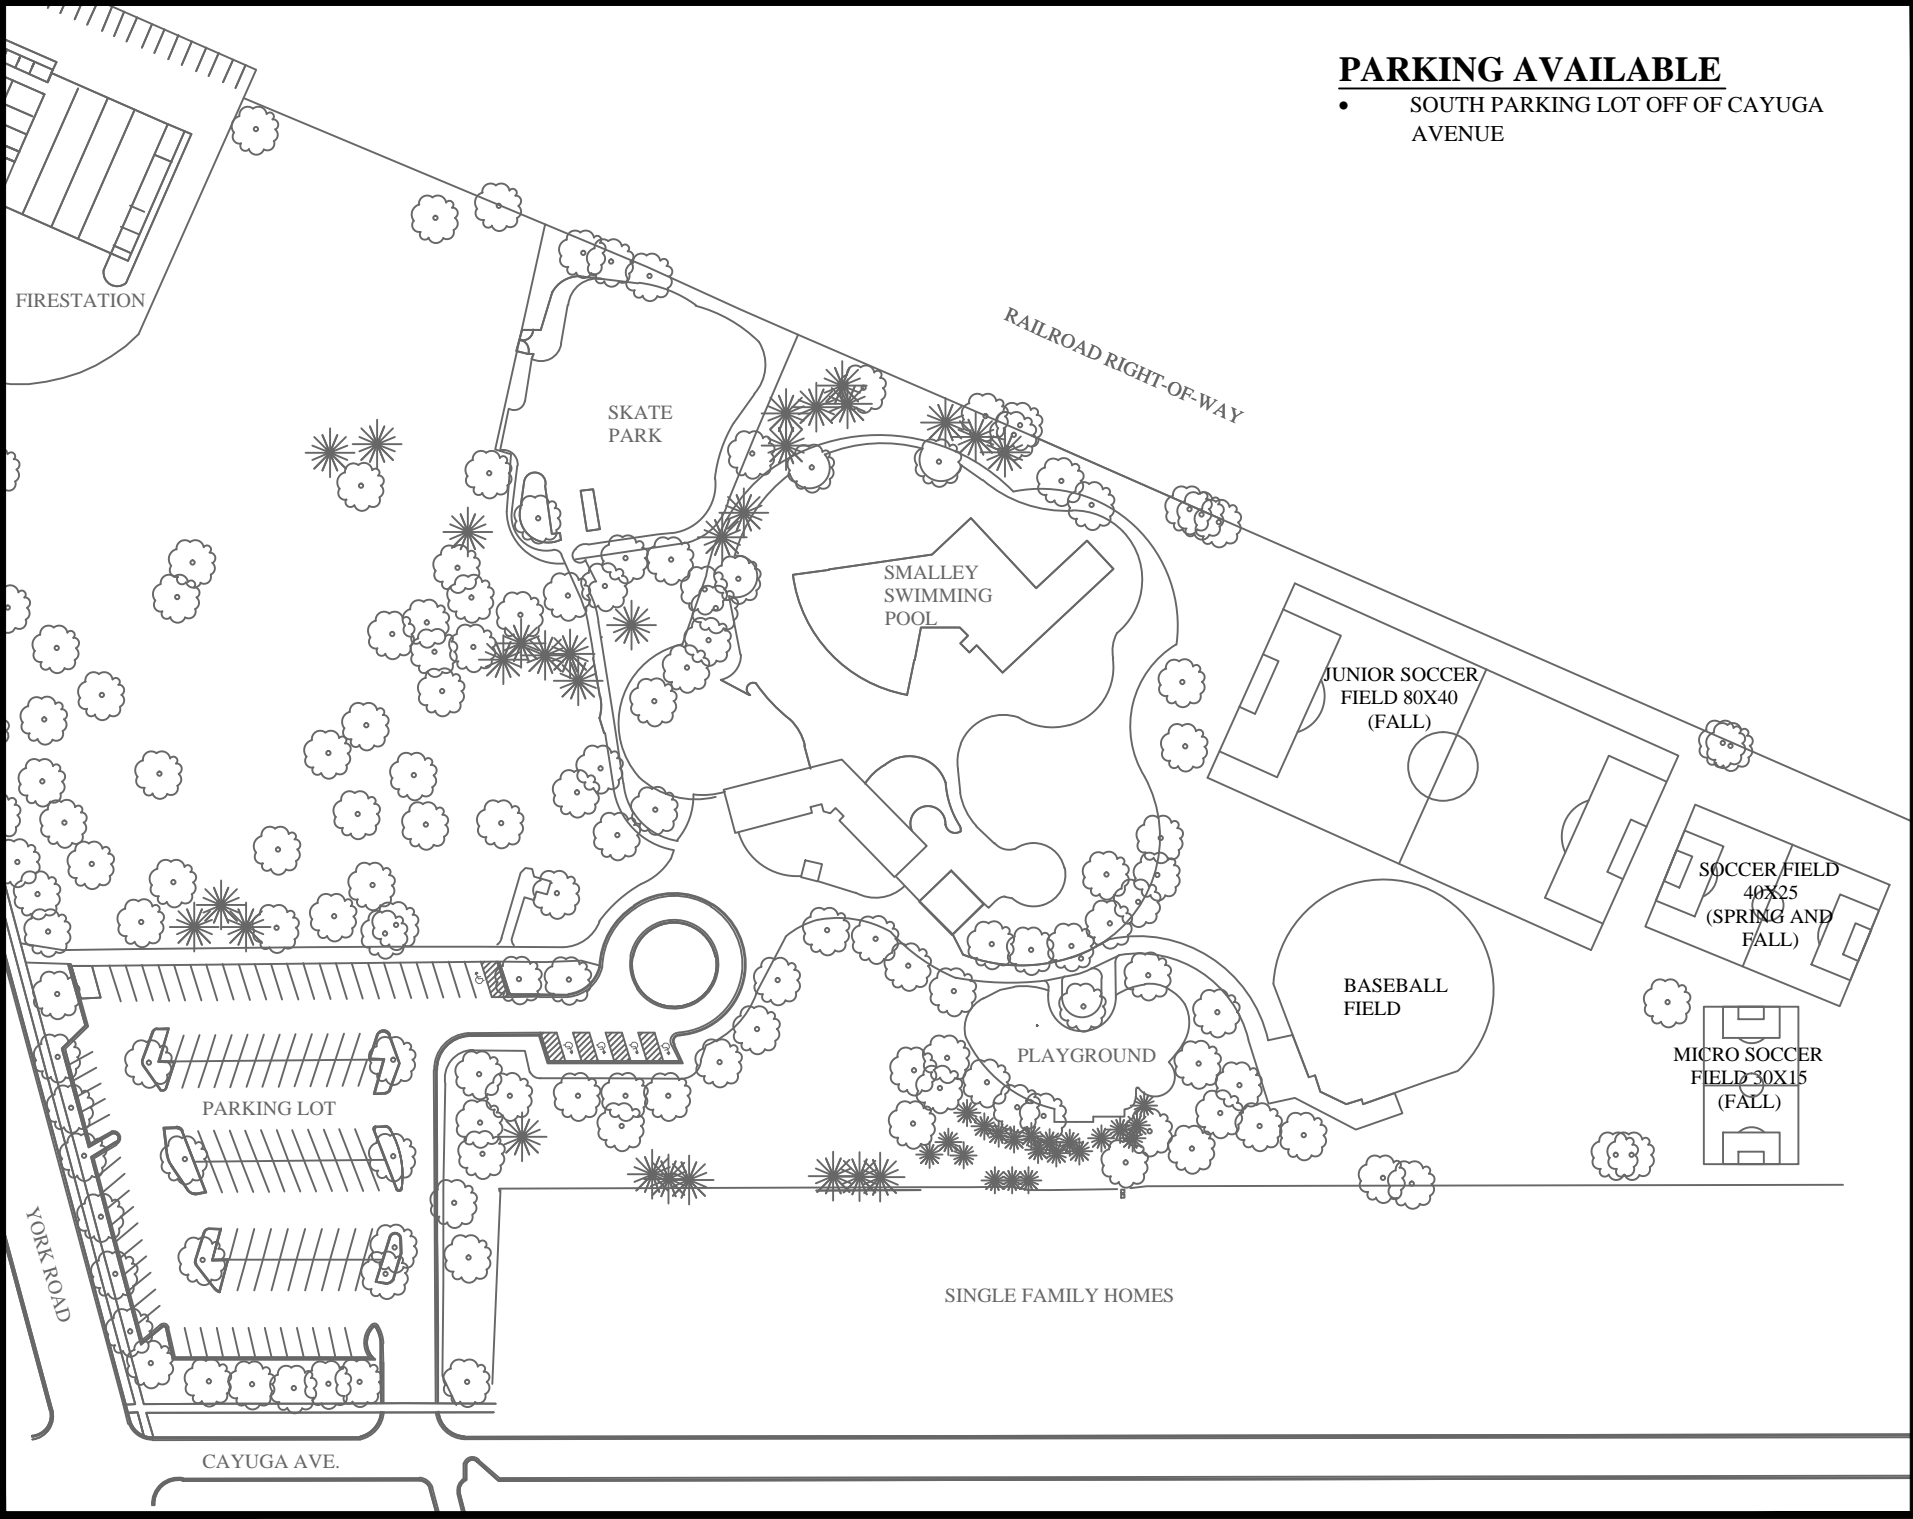 PARKING AVAILABLE
• SOUTH PARKING LOT OFF OF CAYUGA
AVENUE
FIRESTATION
RAILROAD RIGHT-OF-WAY
SKATE
PARK
SMALLEY
SWIMMING
POOL
JUNIOR SOCCER
FIELD 80X40
(FALL)
SOCCER FIELD
40X25
(SPRING AND
FALL)
BASEBALL
FIELD
PLAYGROUND
MICRO SOCCER
FIELD 30X15
(FALL)
PARKING LOT
YORK ROAD
SINGLE FAMILY HOMES
CAYUGA AVE.